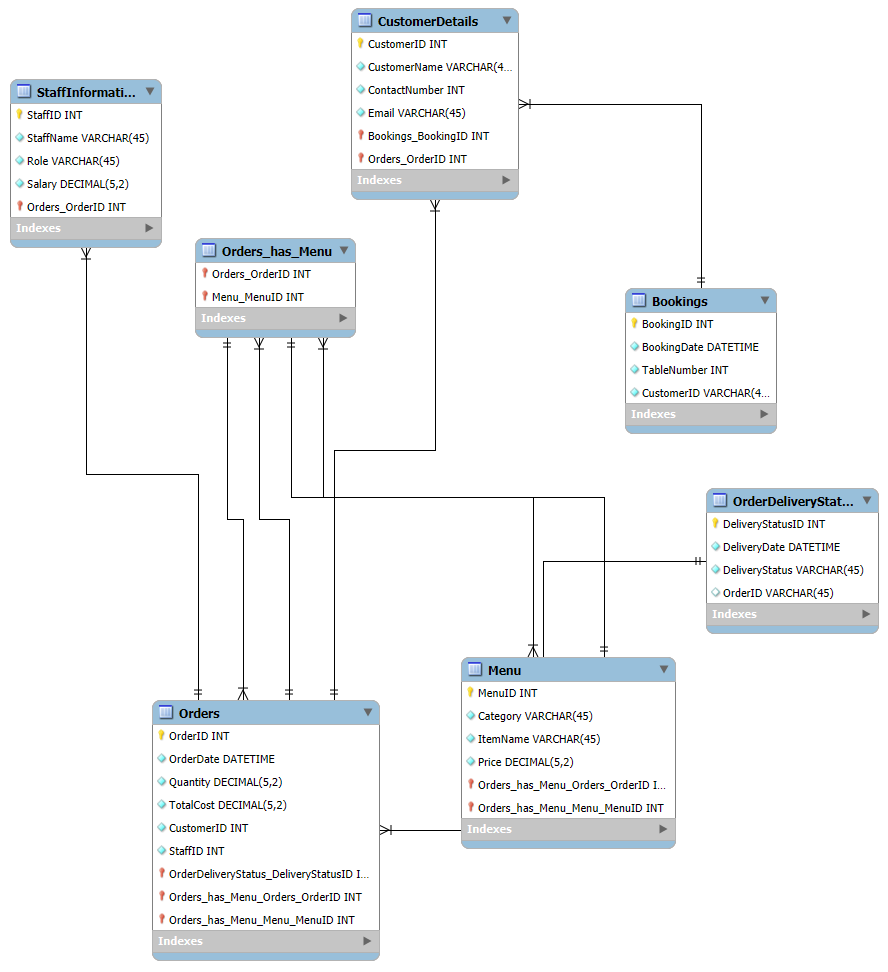 CustomerDetails
CustomerID INT
CustomerName VARCHAR(4...
ContactNumber INT
Email VARCHAR(45)
Bookings_BookingID INT
Orders_OrderID INT
Indexes
StaffInformati...
StaffID INT
StaffName VARCHAR(45)
Role VARCHAR(45)
Salary DECIMAL(5,2)
Orders_OrderID INT
Indexes
Orders_has_Menu
Orders_OrderID INT
Menu_MenuID INT
Indexes
Bookings
BookingID INT
BookingDate DATETIME
TableNumber INT
CustomerID VARCHAR(4...
Indexes
OrderDeliveryStat...
DeliveryStatusID INT
DeliveryDate DATETIME
DeliveryStatus VARCHAR(45)
OrderID VARCHAR(45)
Indexes
Menu
MenuID INT
Category VARCHAR(45)
ItemName VARCHAR(45)
Price DECIMAL(5,2)
Orders_has_Menu_Orders_OrderID I...
Orders_has_Menu_Menu_MenuID INT
Indexes
Orders
OrderID INT
OrderDate DATETIME
Quantity DECIMAL(5,2)
TotalCost DECIMAL(5,2)
CustomerID INT
StaffID INT
OrderDeliveryStatus_DeliveryStatusID I...
Orders_has_Menu_Orders_OrderID INT
Orders_has_Menu_Menu_MenuID INT
Indexes